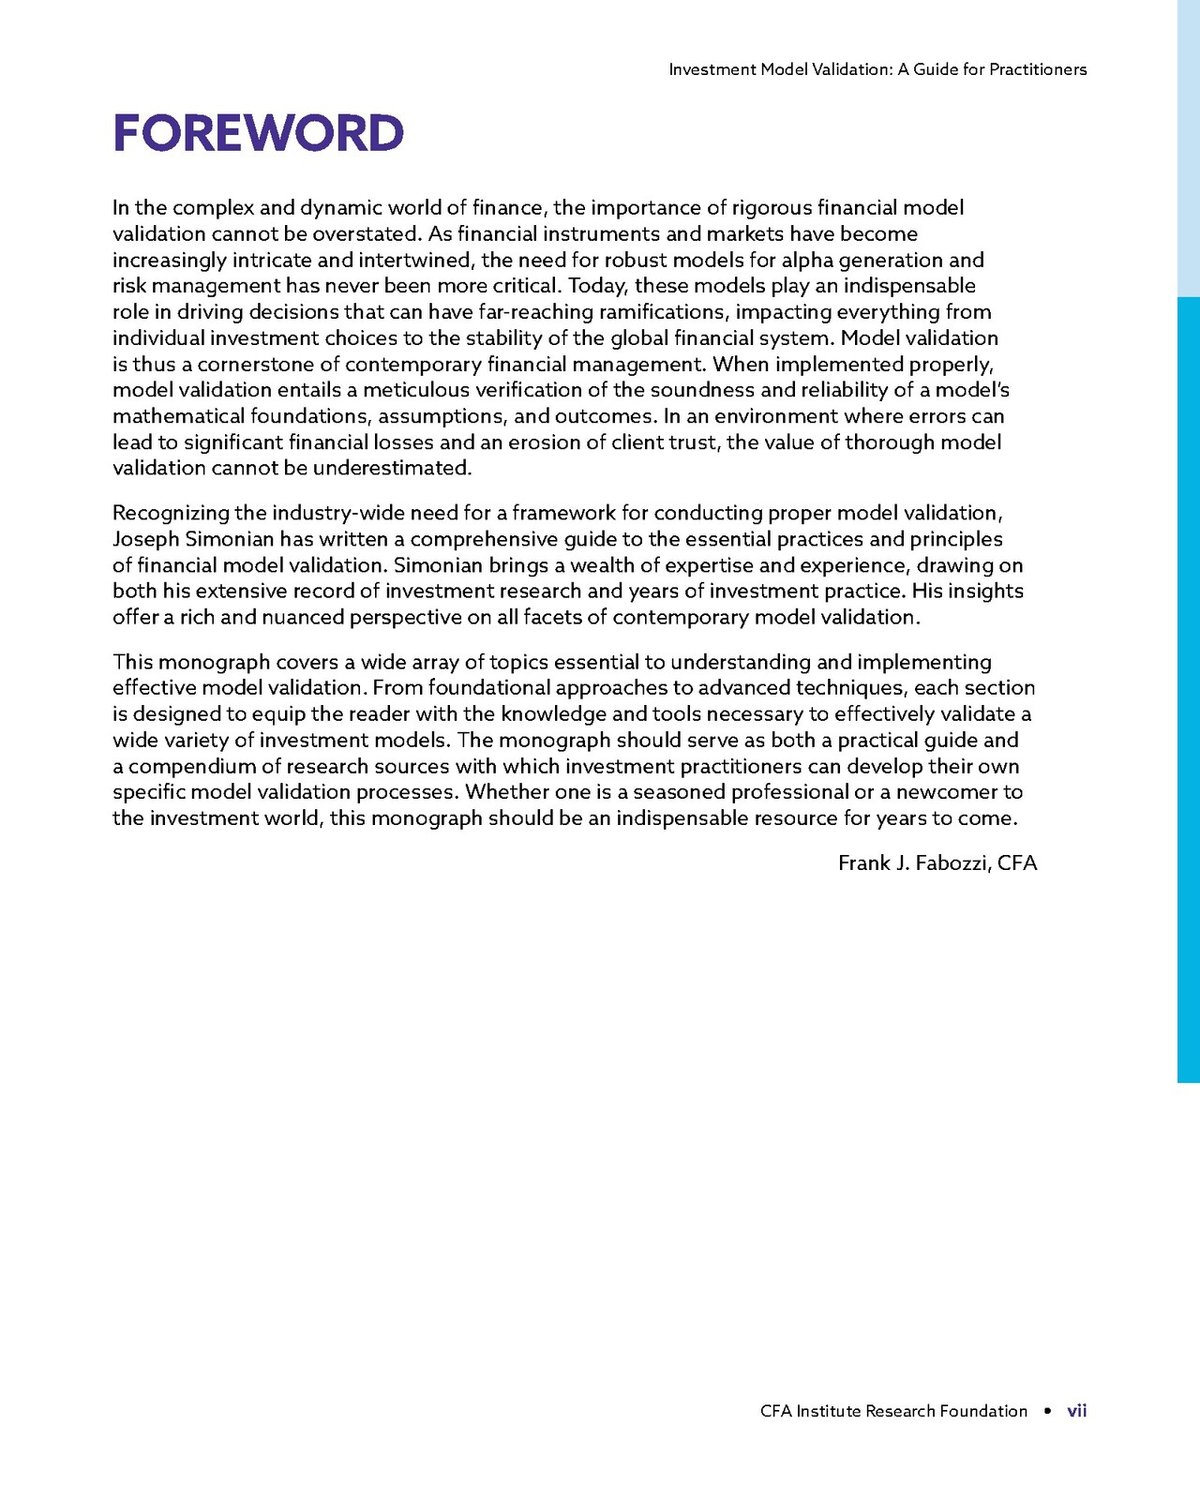 Investment Model Validation: A Guide for Practitioners
FOREWORD
In the complex and dynamic world of finance, the importance of rigorous financial model
validation cannot be overstated. As financial instruments and markets have become
increasingly intricate and intertwined, the need for robust models for alpha generation and
risk management has never been more critical. Today, these models play an indispensable
role in driving decisions that can have far-reaching ramifications, impacting everything from
individual investment choices to the stability of the global financial system. Model validation
is thus a cornerstone of contemporary financial management. When implemented properly,
model validation entails a meticulous verification of the soundness and reliability of a model’s
mathematical foundations, assumptions, and outcomes. In an environment where errors can
lead to significant financial losses and an erosion of client trust, the value of thorough model
validation cannot be underestimated.
Recognizing the industry-wide need for a framework for conducting proper model validation,
Joseph Simonian has written a comprehensive guide to the essential practices and principles
of financial model validation. Simonian brings a wealth of expertise and experience, drawing on
both his extensive record of investment research and years of investment practice. His insights
offer a rich and nuanced perspective on all facets of contemporary model validation.
This monograph covers a wide array of topics essential to understanding and implementing
effective model validation. From foundational approaches to advanced techniques, each section
is designed to equip the reader with the knowledge and tools necessary to effectively validate a
wide variety of investment models. The monograph should serve as both a practical guide and
a compendium of research sources with which investment practitioners can develop their own
specific model validation processes. Whether one is a seasoned professional or a newcomer to
the investment world, this monograph should be an indispensable resource for years to come.
Frank J. Fabozzi, CFA
CFA Institute Research Foundation • vii